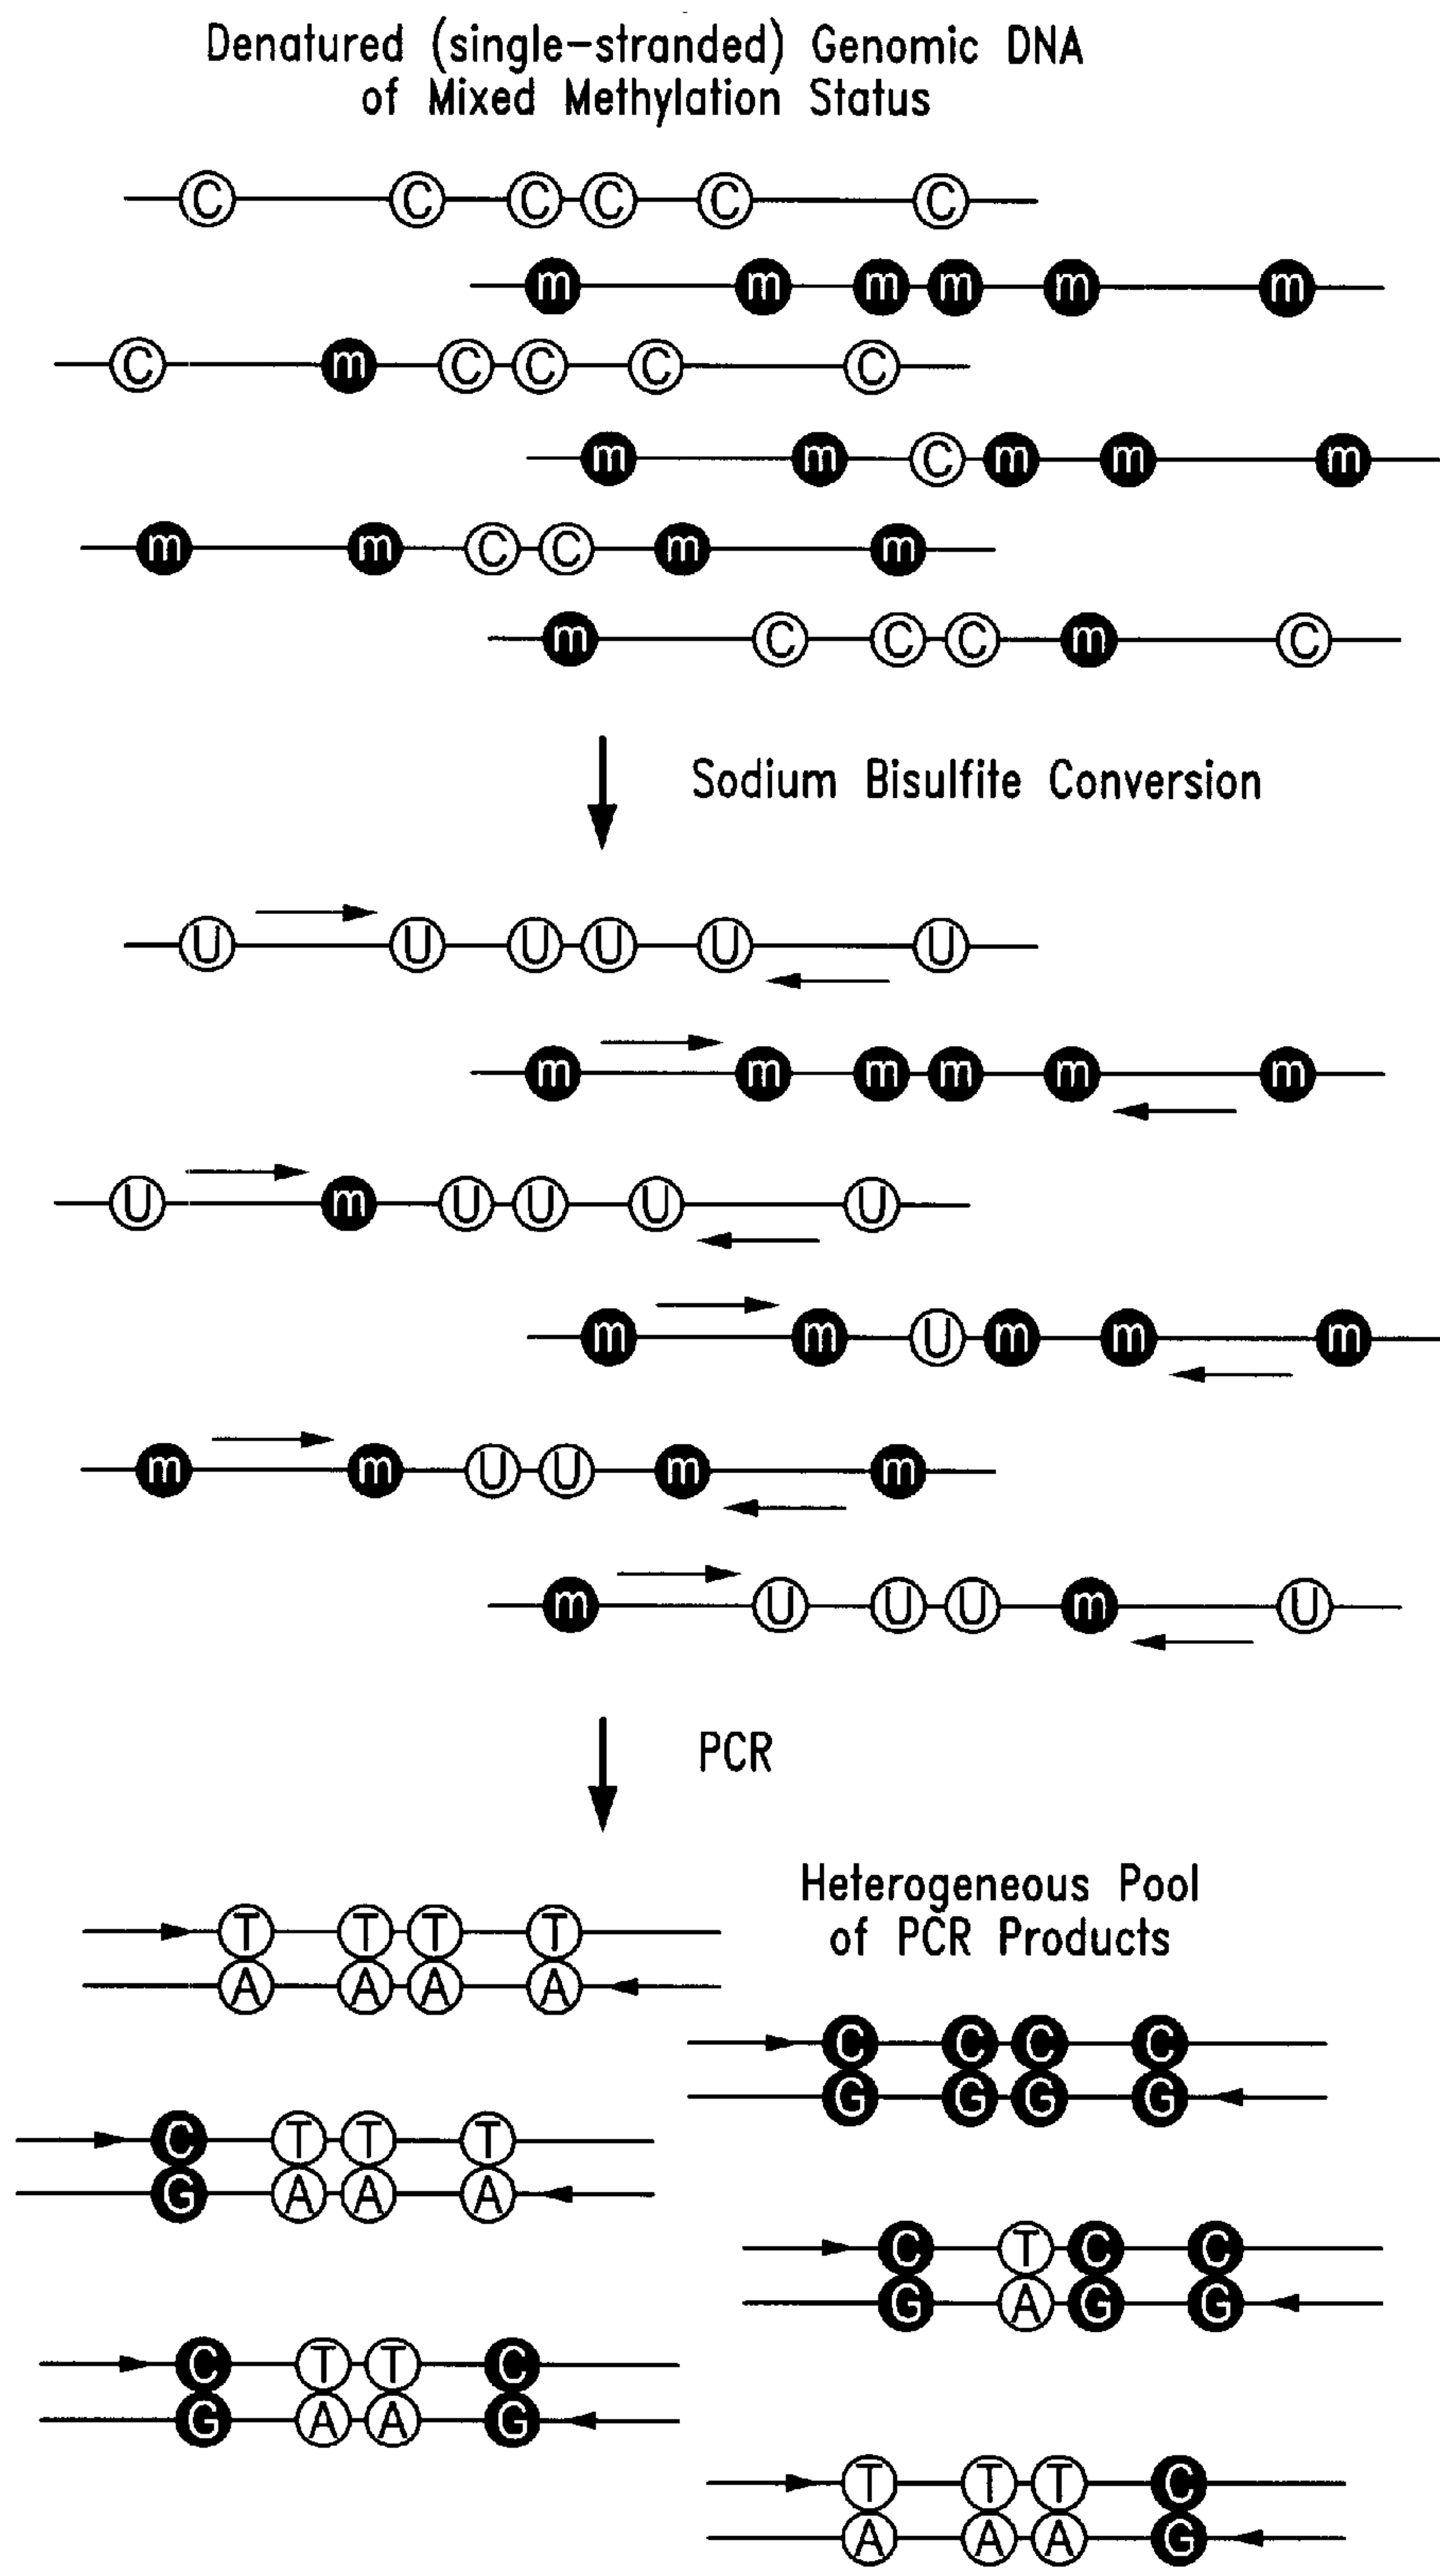 Denatured (single-stranded) Genomic DNA
of Mixed Methylation Status
C C C C C C
m m m m m m
C m C C C C
m m C m m m
m m C C m m
m C C C m C
Sodium Bisulfite Conversion
U U U U U U
m m m m m m
U m U U U U
m m U m m m
m m U U m m
m U U U m U
PCR
Heterogeneous Pool
of PCR Products
T T T T
A A A A
C C C C
G G G G
C T T T
G A A A
C T C C
G A G G
C T T C
G A A G
T T T C
A A A G